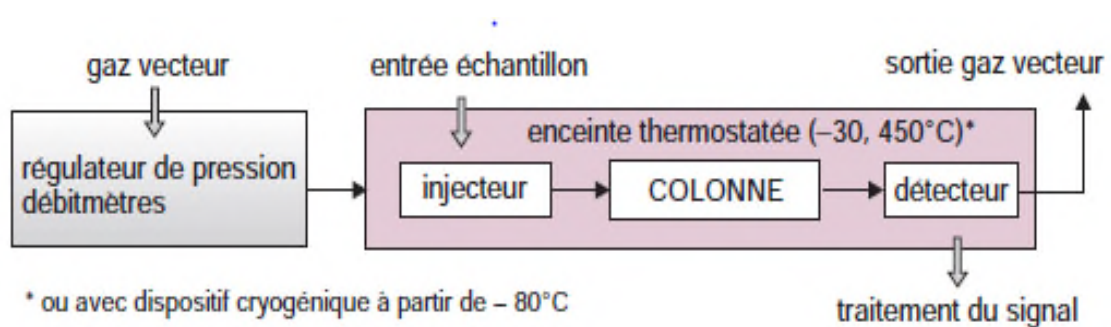 gaz vecteur
entrée échantillon
sortie gaz vecteur
régulateur de pression
débitmètres
enceinte thermostatée (–30, 450°C)*
injecteur
COLONNE
détecteur
* ou avec dispositif cryogénique à partir de – 80°C
traitement du signal